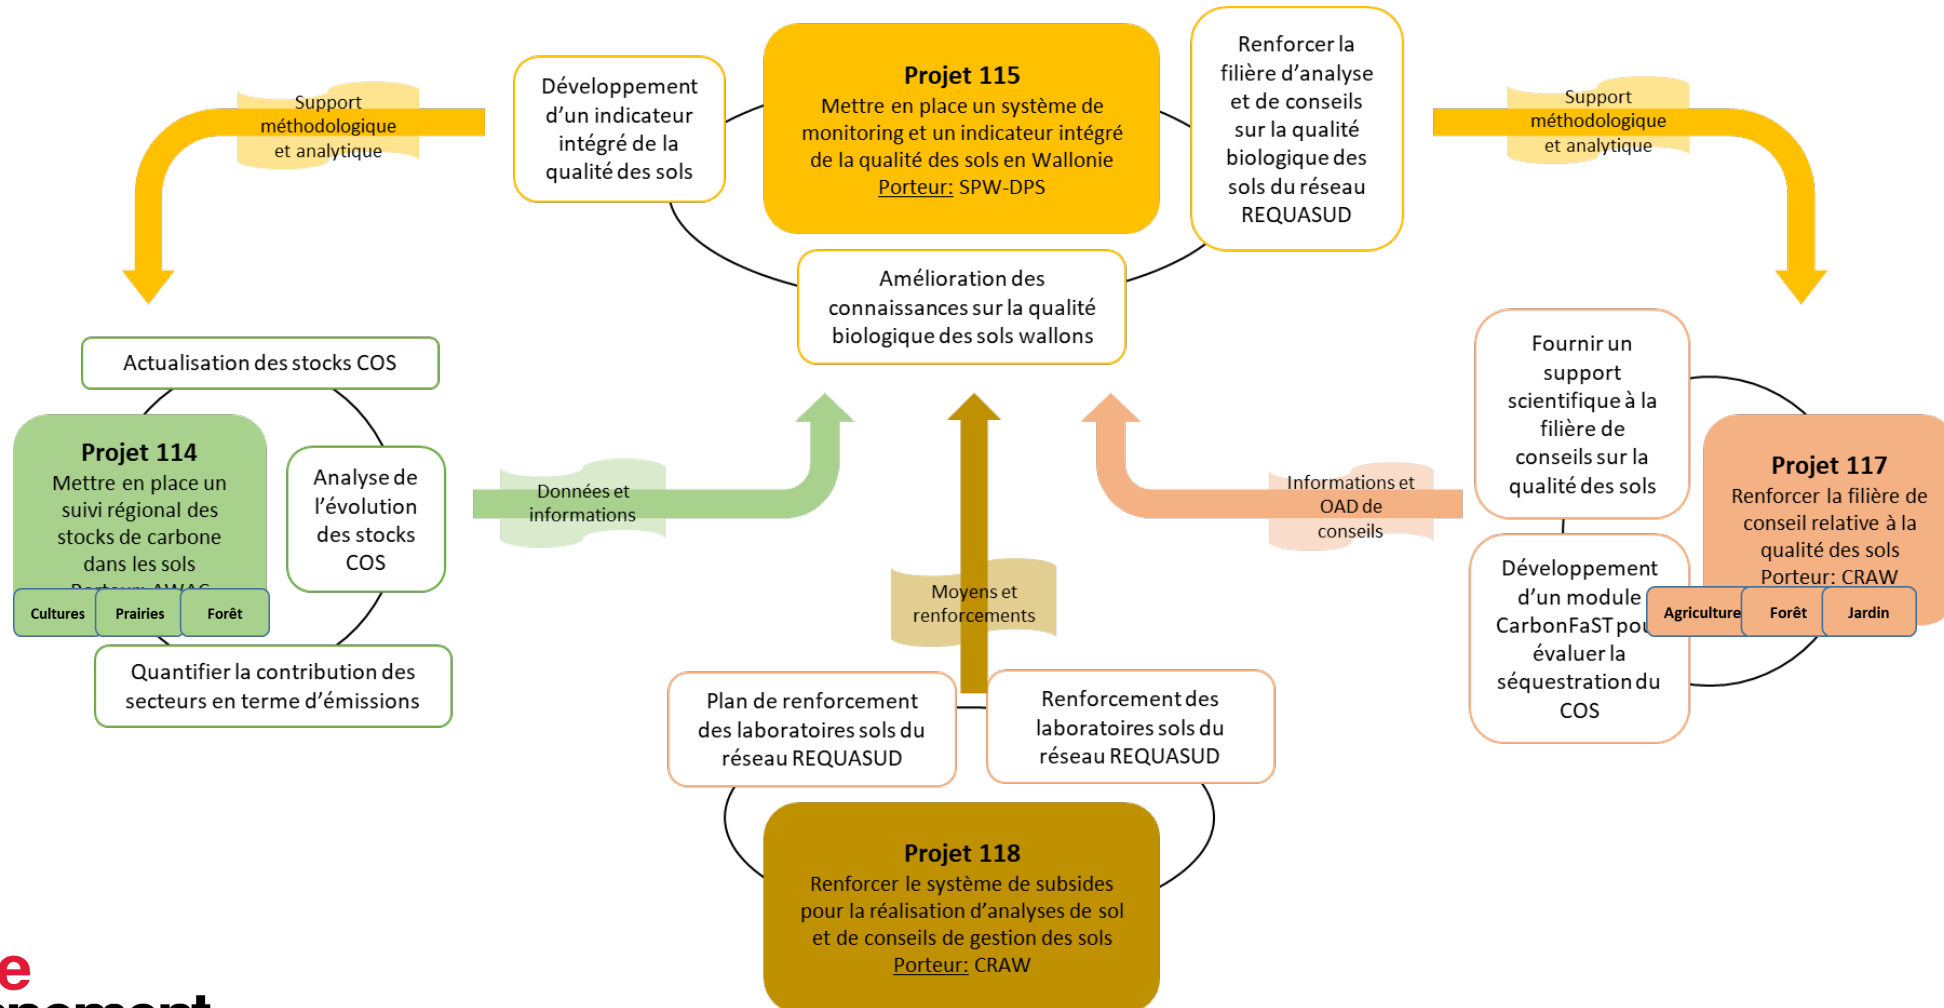 Support
méthodologique
et analytique
Développement
d’un indicateur
intégré de la
qualité des sols
Projet 115
Mettre en place un système de
monitoring et un indicateur intégré
de la qualité des sols en Wallonie
Porteur: SPW-DPS
Renforcer la
filière d’analyse
et de conseils
sur la qualité
biologique des
sols du réseau
REQUASUD
Support
méthodologique
et analytique
Amélioration des
connaissances sur la qualité
biologique des sols wallons
Actualisation des stocks COS
Projet 114
Mettre en place un
suivi régional des
stocks de carbone
dans les sols
Porteur: AWAC
Cultures
Prairies
Forêt
Analyse de
l’évolution
des stocks
COS
Quantifier la contribution des
secteurs en terme d’émissions
Données et
informations
Moyens et
renforcements
Informations et
OAD de
conseils
Fournir un
support
scientifique à la
filière de
conseils sur la
qualité des sols
Projet 117
Renforcer la filière de
conseil relative à la
qualité des sols
Porteur: CRAW
Agriculture
Forêt
Jardin
Développement
d’un module
CarbonFaST pour
évaluer la
séquestration du
COS
Plan de renforcement
des laboratoires sols du
réseau REQUASUD
Renforcement des
laboratoires sols du
réseau REQUASUD
Projet 118
Renforcer le système de subsides
pour la réalisation d’analyses de sol
et de conseils de gestion des sols
Porteur: CRAW
e